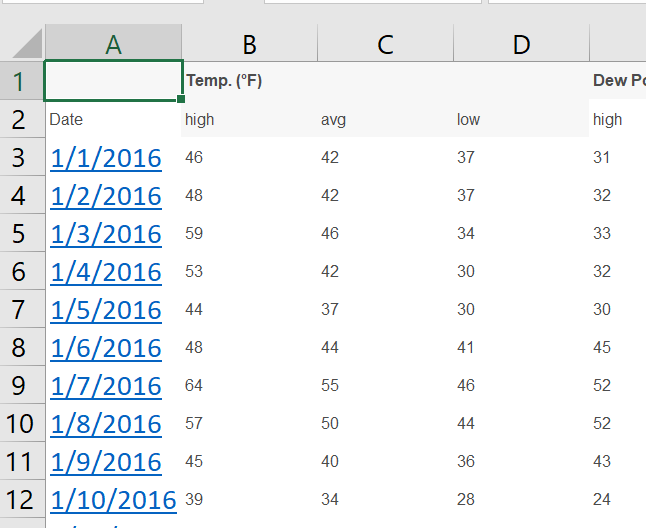 A B C D
1 Temp. (°F) Dew Po
2 Date high avg low high
3 1/1/2016 46 42 37 31
4 1/2/2016 48 42 37 32
5 1/3/2016 59 46 34 33
6 1/4/2016 53 42 30 32
7 1/5/2016 44 37 30 30
8 1/6/2016 48 44 41 45
9 1/7/2016 64 55 46 52
10 1/8/2016 57 50 44 52
11 1/9/2016 45 40 36 43
12 1/10/2016 39 34 28 24